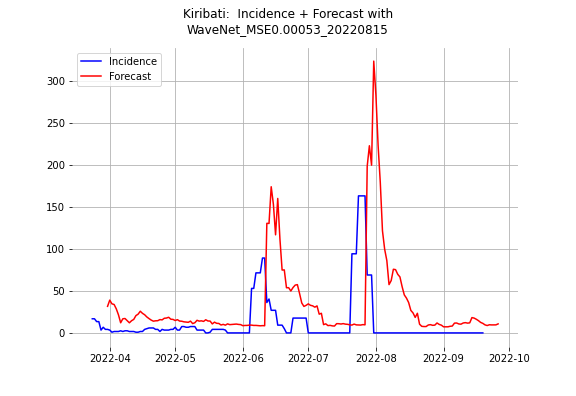 Kiribati:  Incidence + Forecast with
WaveNet_MSE0.00053_20220815
Incidence
Forecast
300
250
200
150
100
50
0
2022-04 2022-05 2022-06 2022-07 2022-08 2022-09 2022-10